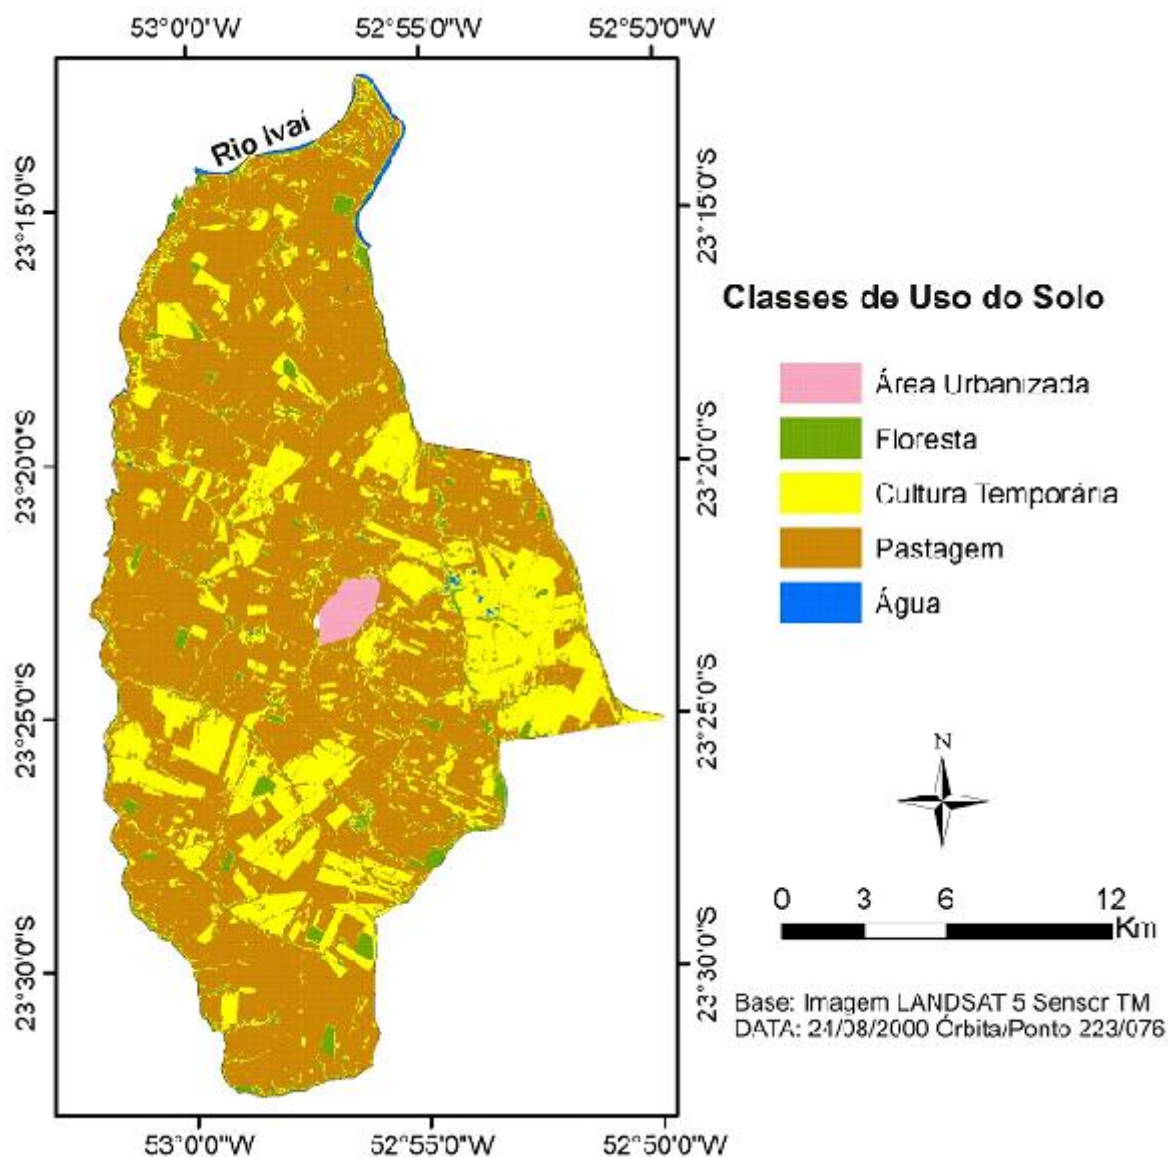 53°0'0"W 52°55'0"W 52°50'0"W
Rio Ivaí
23°15'0"S
23°15'0"S
Classes de Uso do Solo
Área Urbanizada
Floresta
23°20'0"S
23°20'0"S
Cultura Temporária
Pastagem
Água
23°25'0"S
23°25'0"S
N
0 3 6 12
Km
23°30'0"S
23°30'0"S
Base: Imagem LANDSAT 5 Sensor TM
DATA: 24/08/2000 Órbita/Ponto 223/076
53°0'0"W 52°55'0"W 52°50'0"W